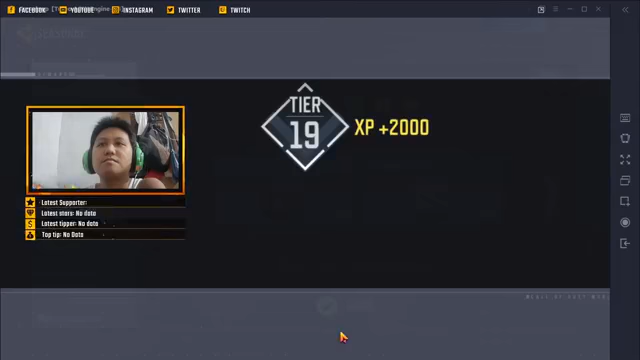 FACEBOOK
YOUTUBE
INSTAGRAM
TWITTER
TWITCH
TIER
19
XP +2000
Latest Supporter:
Latest stars: No data
Latest tipper: No data
Top tip: No Data